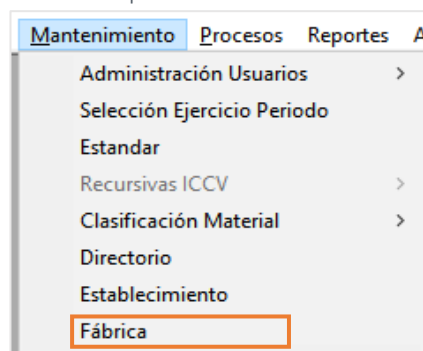 Mantenimiento Procesos Reportes
Administración Usuarios
Selección Ejercicio Periodo
Estandar
Recursivas ICCV
Clasificación Material
Directorio
Establecimiento
Fábrica